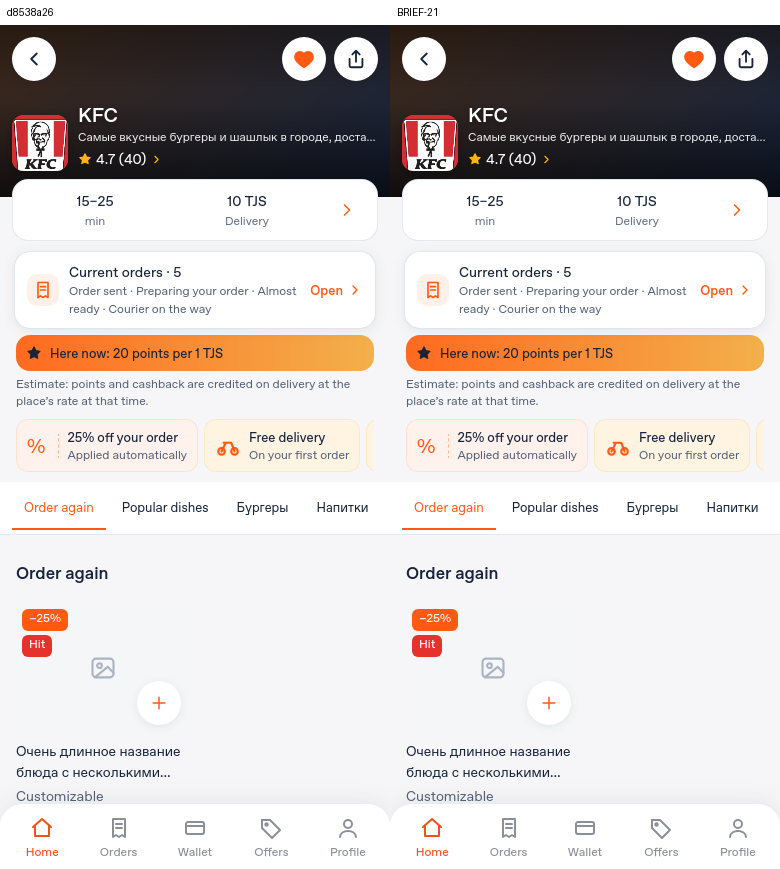 d8538a26
KFC
KFC
Самые вкусные бургеры и шашлык в городе, доста...
4.7 (40)
15–25
min
10 TJS
Delivery
Current orders · 5
Order sent · Preparing your order · Almost
ready · Courier on the way
Open
Here now: 20 points per 1 TJS
Estimate: points and cashback are credited on delivery at the
place's rate at that time.
%
25% off your order
Applied automatically
Free delivery
On your first order
Order again
Popular dishes
Бургеры
Напитки
Order again
−25%
Hit
Очень длинное название
блюда с несколькими...
Customizable
Home
Orders
Wallet
Offers
Profile
BRIEF-21
KFC
KFC
Самые вкусные бургеры и шашлык в городе, доста...
4.7 (40)
15–25
min
10 TJS
Delivery
Current orders · 5
Order sent · Preparing your order · Almost
ready · Courier on the way
Open
Here now: 20 points per 1 TJS
Estimate: points and cashback are credited on delivery at the
place's rate at that time.
%
25% off your order
Applied automatically
Free delivery
On your first order
Order again
Popular dishes
Бургеры
Напитки
Order again
−25%
Hit
Очень длинное название
блюда с несколькими...
Customizable
Home
Orders
Wallet
Offers
Profile